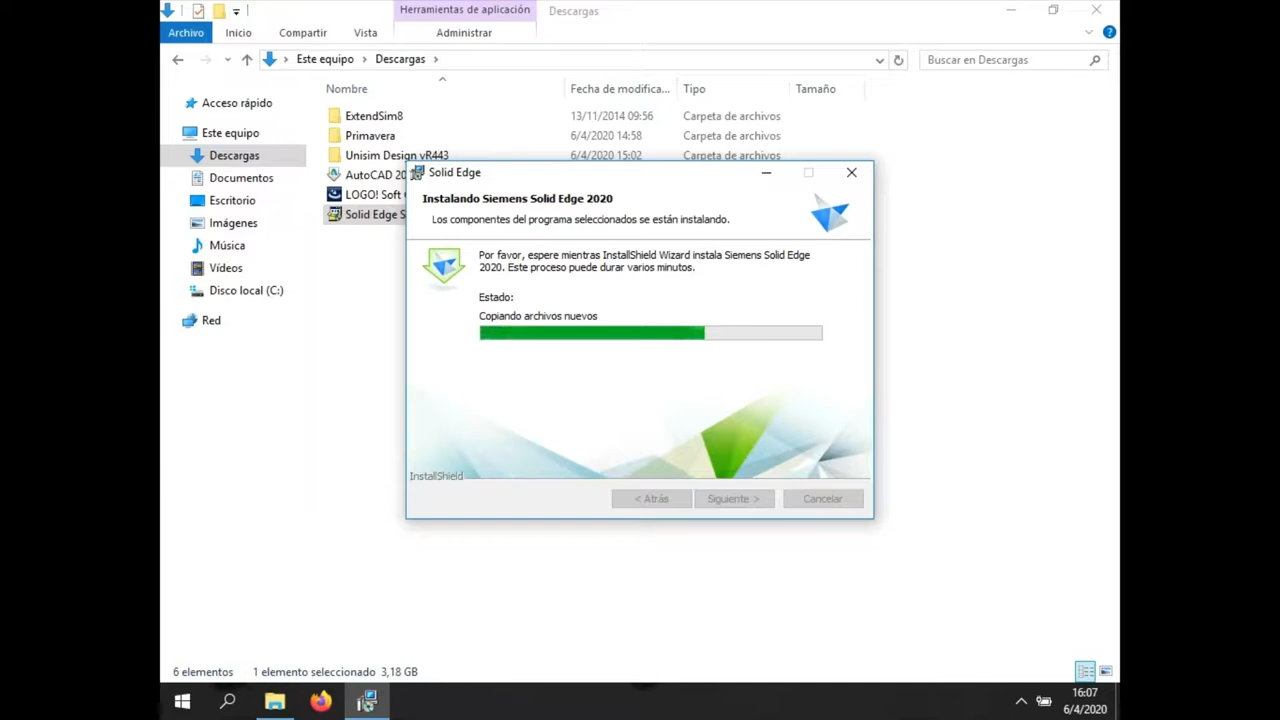 Herramientas de aplicación
Descargas
Archivo
Inicio
Compartir
Vista
Administrar
Este equipo
Descargas
Buscar en Descargas
Acceso rápido
Este equipo
Descargas
Documentos
Escritorio
Imágenes
Música
Vídeos
Disco local (C:)
Red
Nombre
Fecha de modifica...
Tipo
Tamaño
ExtendSim8
13/11/2014 09:56
Carpeta de archivos
Primavera
6/4/2020 14:58
Carpeta de archivos
Unisim Design vR443
6/4/2020 15:02
Carpeta de archivos
AutoCAD 20
LOGO! Soft
Solid Edge S
Solid Edge
Instalando Siemens Solid Edge 2020
Los componentes del programa seleccionados se están instalando.
Por favor, espere mientras InstallShield Wizard instala Siemens Solid Edge
2020. Este proceso puede durar varios minutos.
Estado:
Copiando archivos nuevos
InstallShield
< Atrás
Siguiente >
Cancelar
6 elementos
1 elemento seleccionado 3,18 GB
16:07
6/4/2020